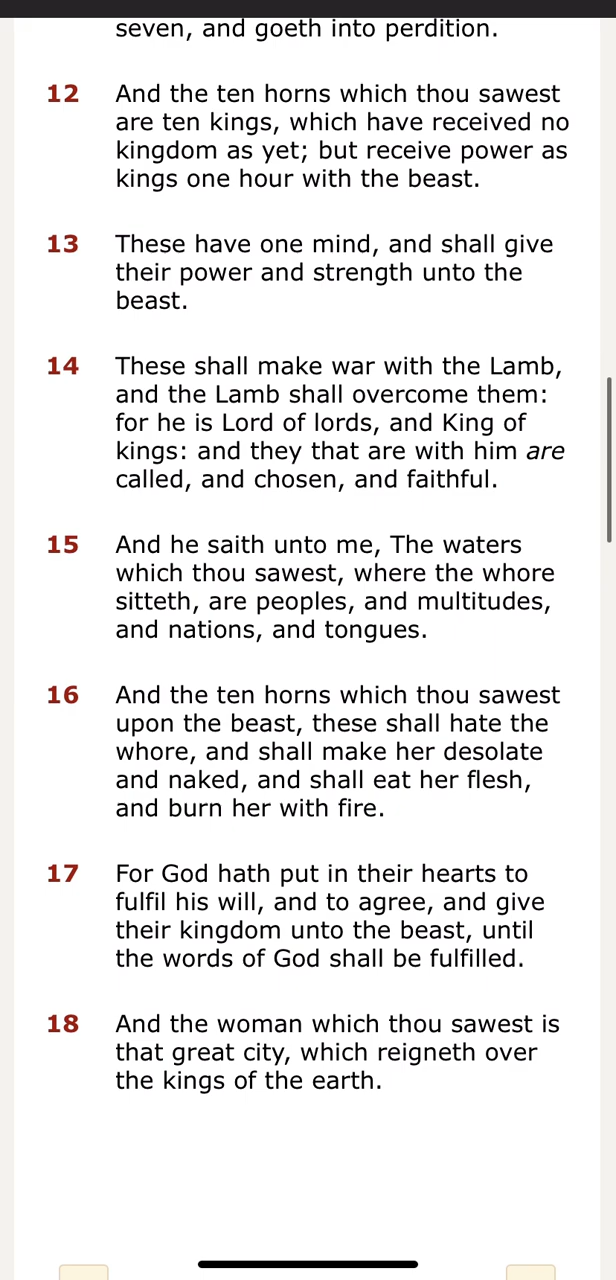 seven, and goeth into perdition.
12 And the ten horns which thou sawest
are ten kings, which have received no
kingdom as yet; but receive power as
kings one hour with the beast.
13 These have one mind, and shall give
their power and strength unto the
beast.
14 These shall make war with the Lamb,
and the Lamb shall overcome them:
for he is Lord of lords, and King of
kings: and they that are with him are
called, and chosen, and faithful.
15 And he saith unto me, The waters
which thou sawest, where the whore
sitteth, are peoples, and multitudes,
and nations, and tongues.
16 And the ten horns which thou sawest
upon the beast, these shall hate the
whore, and shall make her desolate
and naked, and shall eat her flesh,
and burn her with fire.
17 For God hath put in their hearts to
fulfil his will, and to agree, and give
their kingdom unto the beast, until
the words of God shall be fulfilled.
18 And the woman which thou sawest is
that great city, which reigneth over
the kings of the earth.